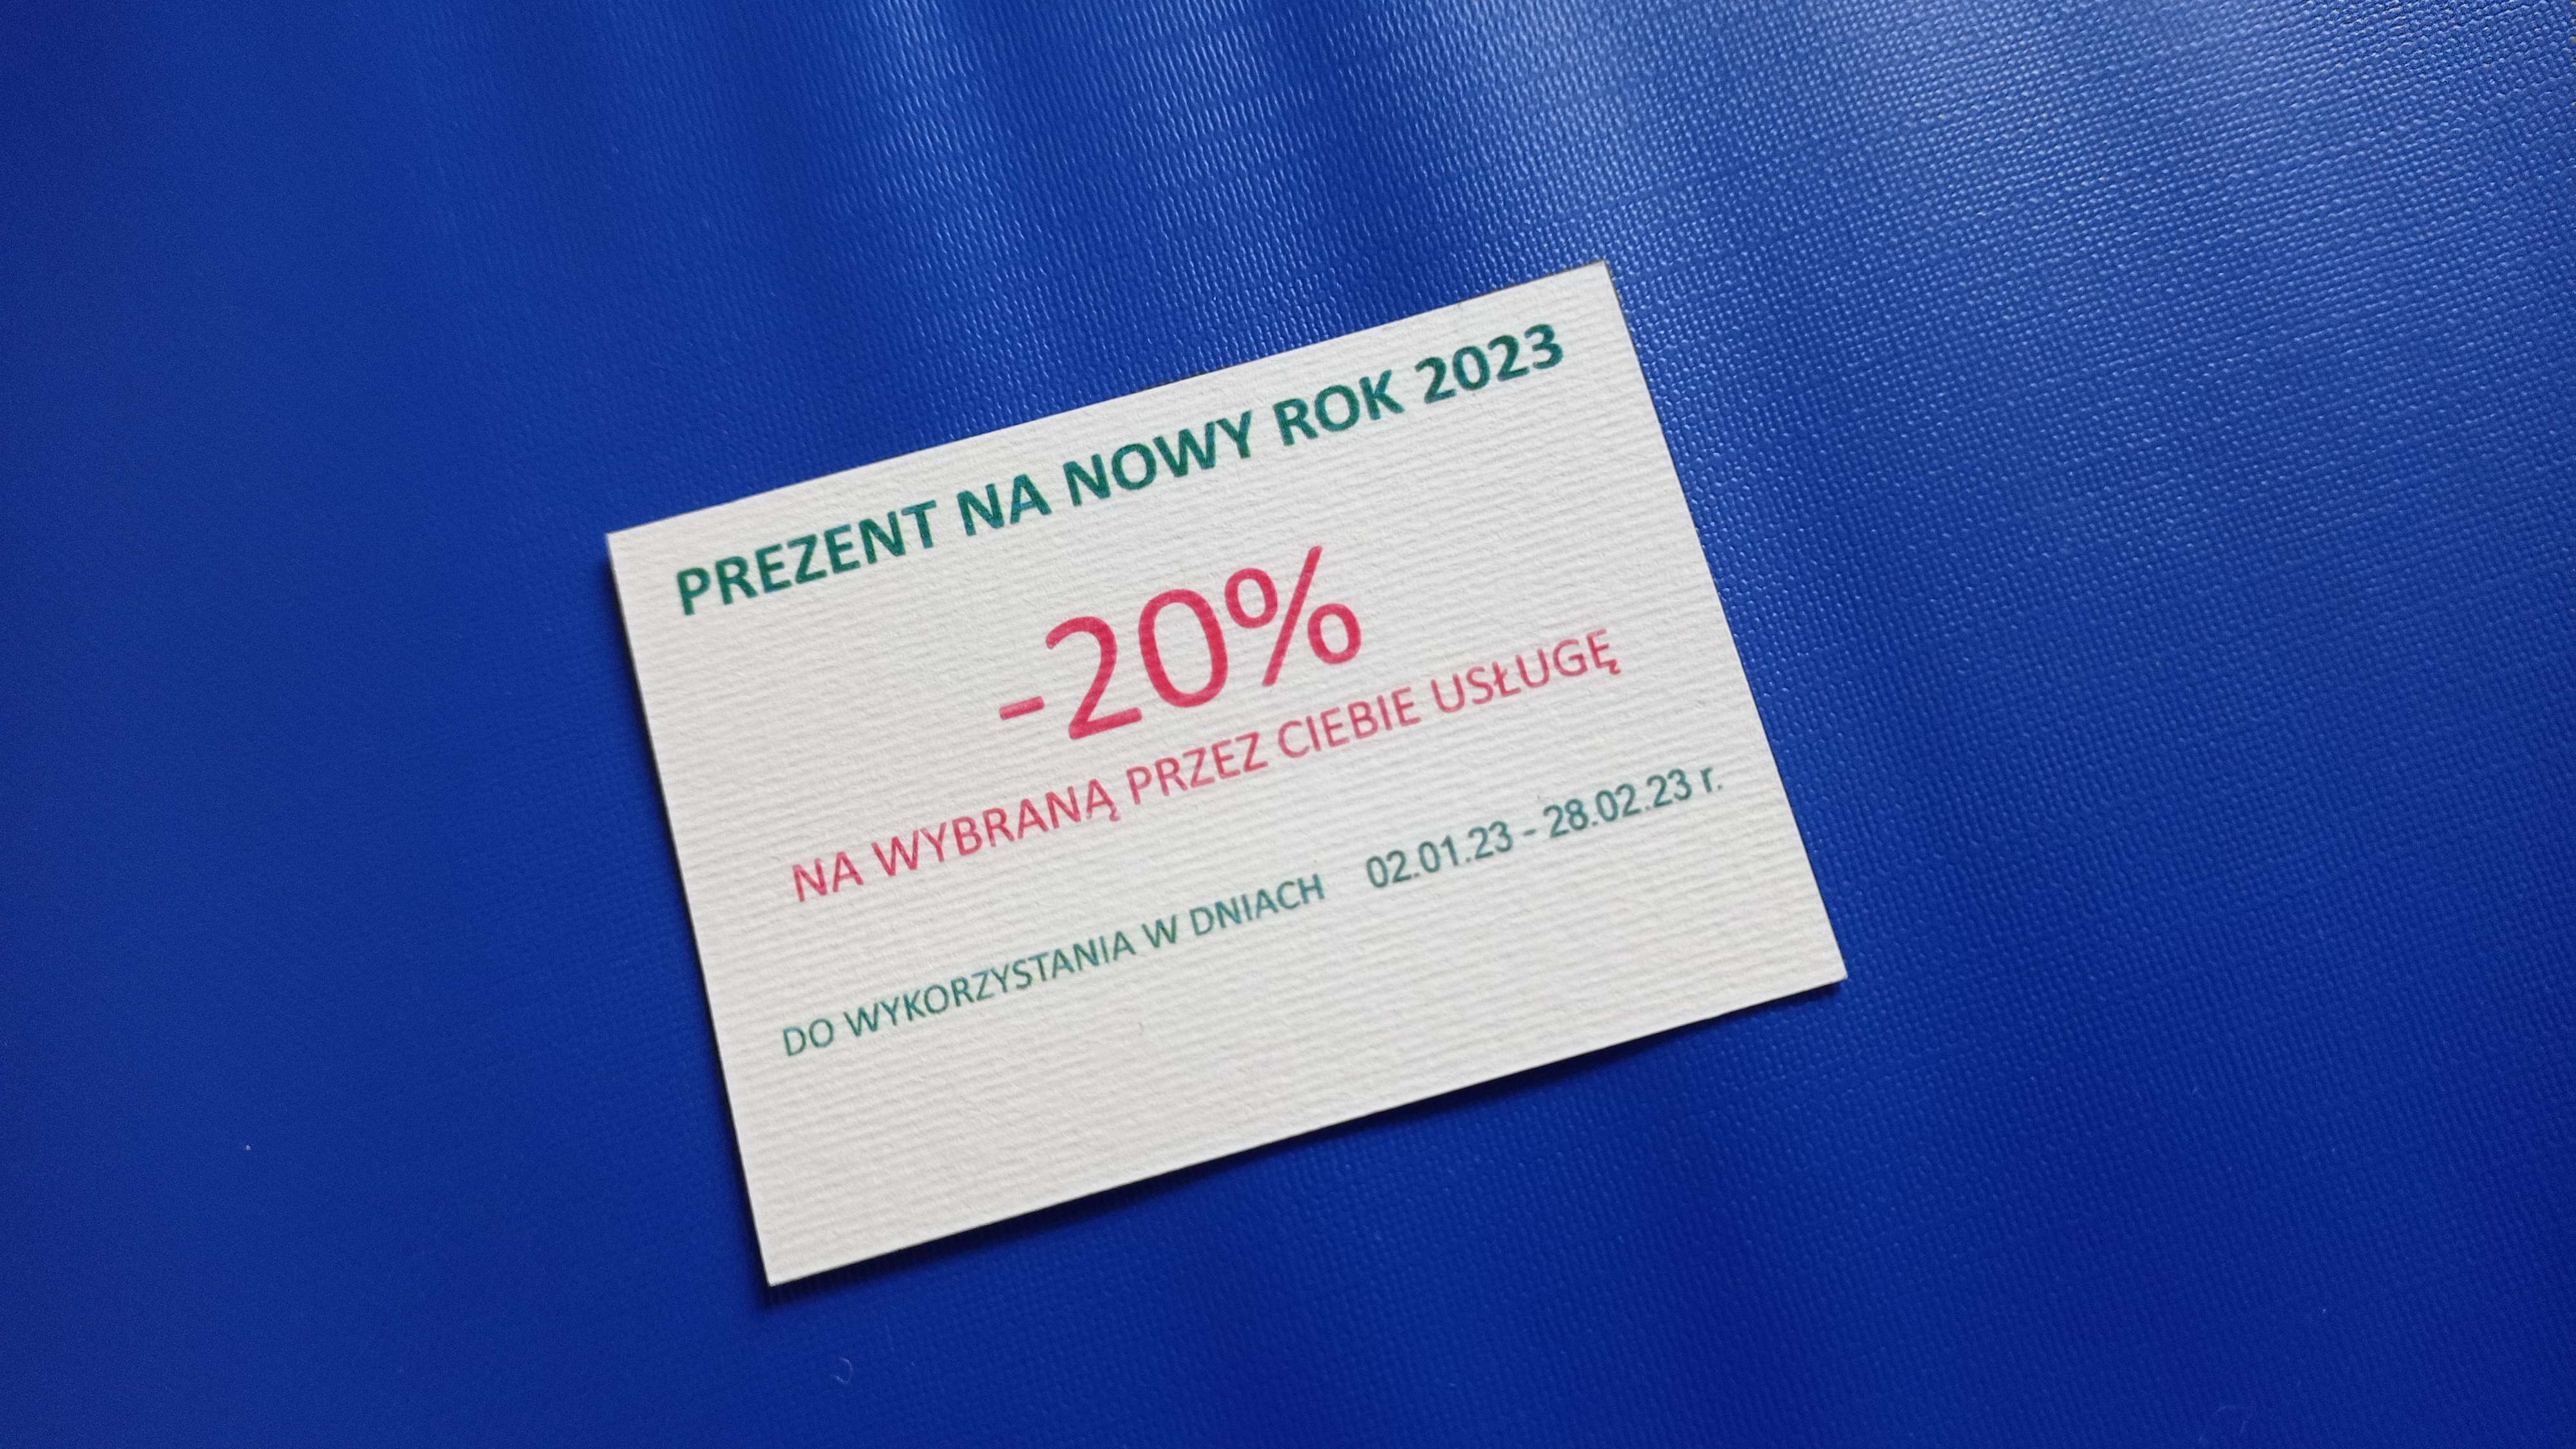 PREZENT NA NOWY ROK 2023
-20%
NA WYBRANĄ PRZEZ CIEBIE USŁUGĘ
DO WYKORZYSTANIA W DNIACH 02.01.23 - 28.02.23 r.